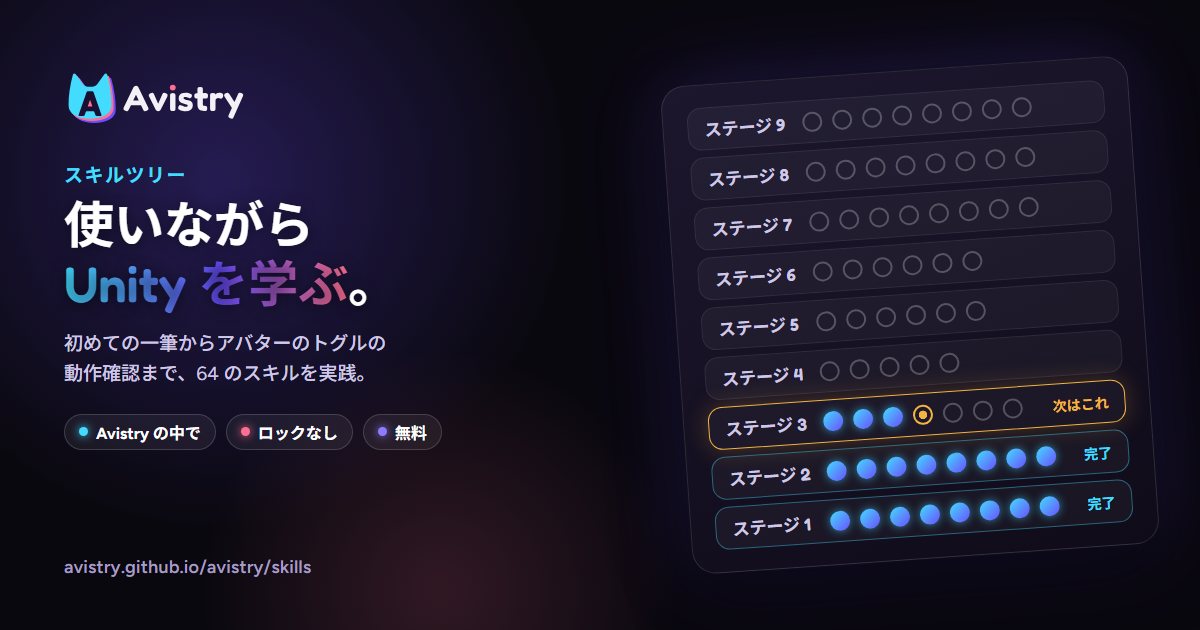 Avistry
スキルツリー
使いながら
Unity を学ぶ。
初めての一筆からアバターのトグルの
動作確認まで、64 のスキルを実践。
Avistry の中で
ロックなし
無料
avistry.github.io/avistry/skills
ステージ 9
ステージ 8
ステージ 7
ステージ 6
ステージ 5
ステージ 4
ステージ 3 次はこれ
ステージ 2 完了
ステージ 1 完了